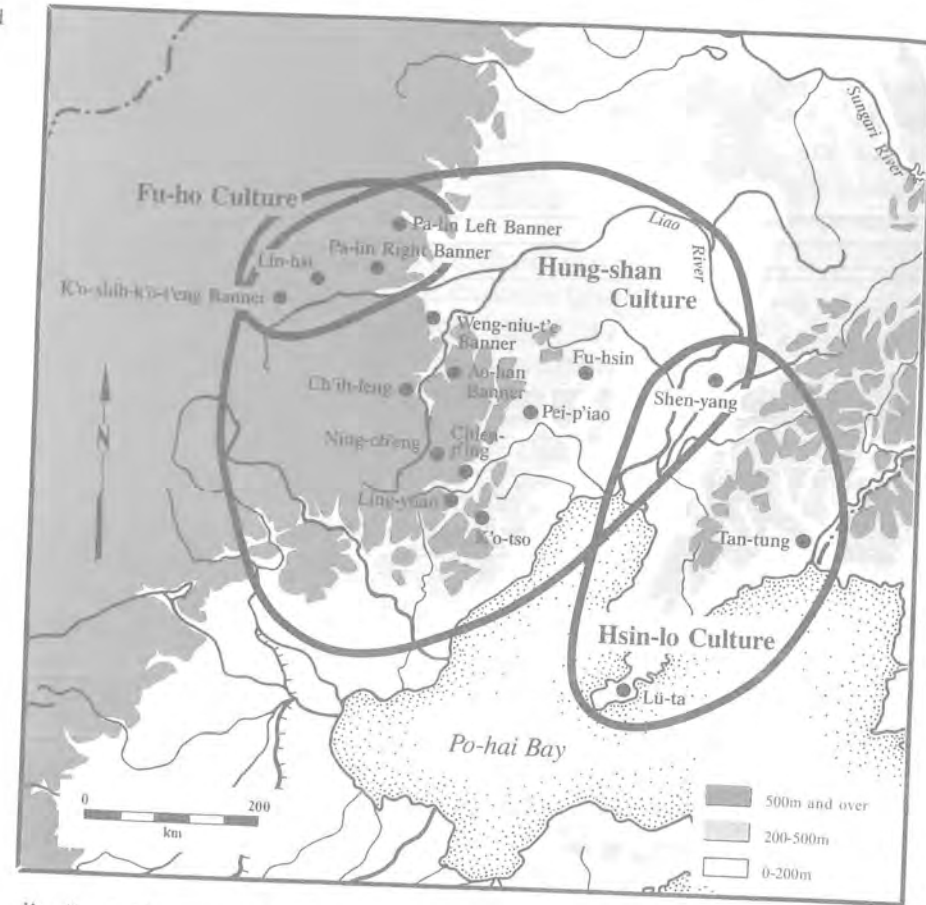 Sungari River
Fu-ho Culture
Pa-lin Left Banner
Liao
River
Pa-lin Right Banner
Lin-hsi
Hung-shan
Culture
K'o-shih-k'o-t'eng Banner
Weng-niu-t'e
Banner
Fu-hsin
Ao-han
Banner
Ch'ih-feng
Shen-yang
Pei-p'iao
Ning-ch'eng
Chien-
p'ing
Ling-yüan
K'o-tso
N
Tan-tung
Hsin-lo Culture
Lü-ta
Po-hai Bay
0 200
km
500m and over
200-500m
0-200m